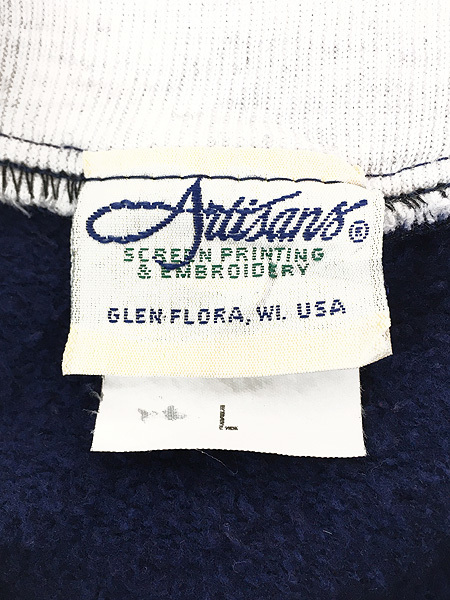 Artisans®
SCREEN PRINTING
& EMBROIDERY
GLEN FLORA, WI. USA
L